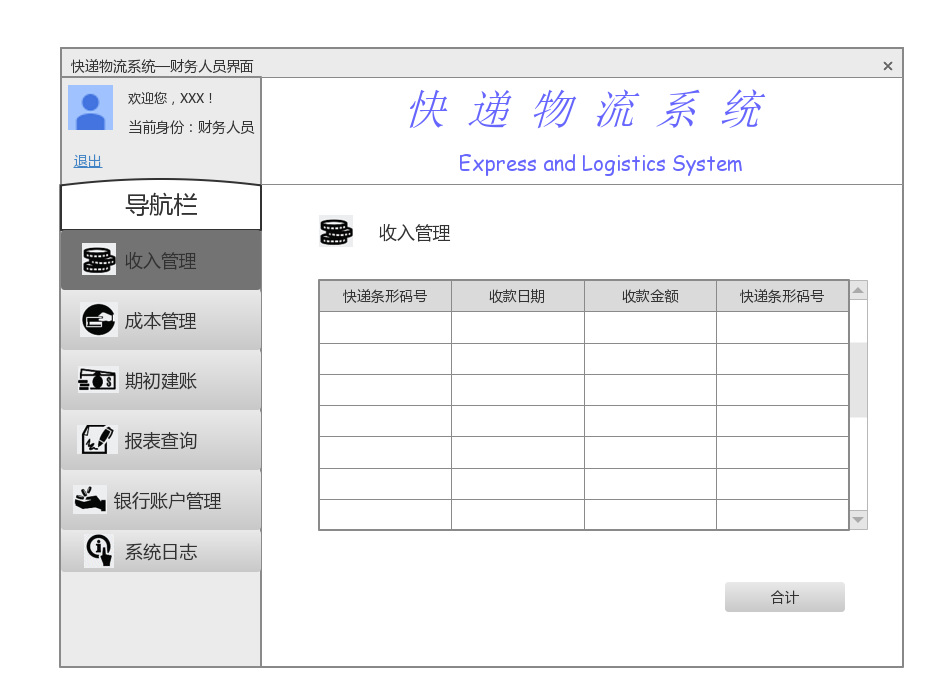 快递物流系统—财务人员界面
欢迎您，XXX！
当前身份：财务人员
退出
快递物流系统
Express and Logistics System
导航栏
收入管理
成本管理
期初建账
报表查询
银行账户管理
系统日志
收入管理
快递条形码号 收款日期 收款金额 快递条形码号
合计